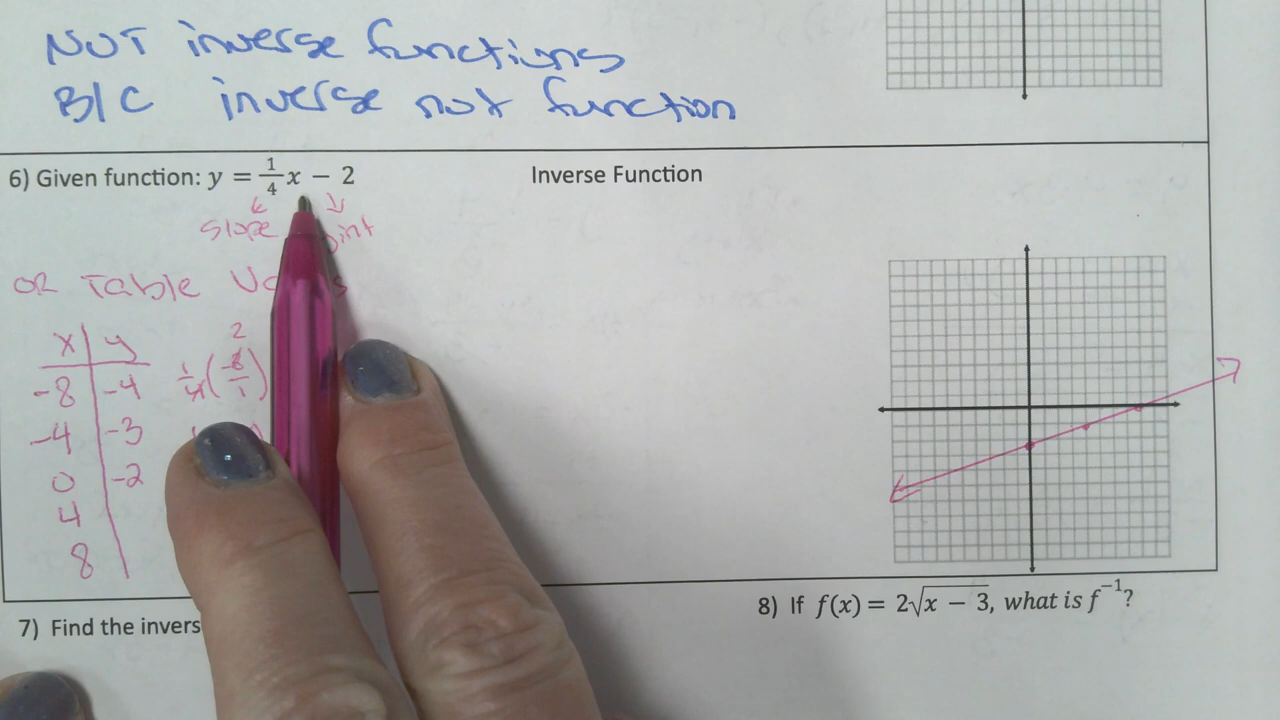 NOT inverse functions
B/C inverse not function
6) Given function: y = 1/4 x − 2
Inverse Function
slope
OR Table
x y
-8 -4 1/4(-8/1) 2
-4 -3
0 -2
4
8
7) Find the
8) If f(x) = 2√x − 3, what is f⁻¹?